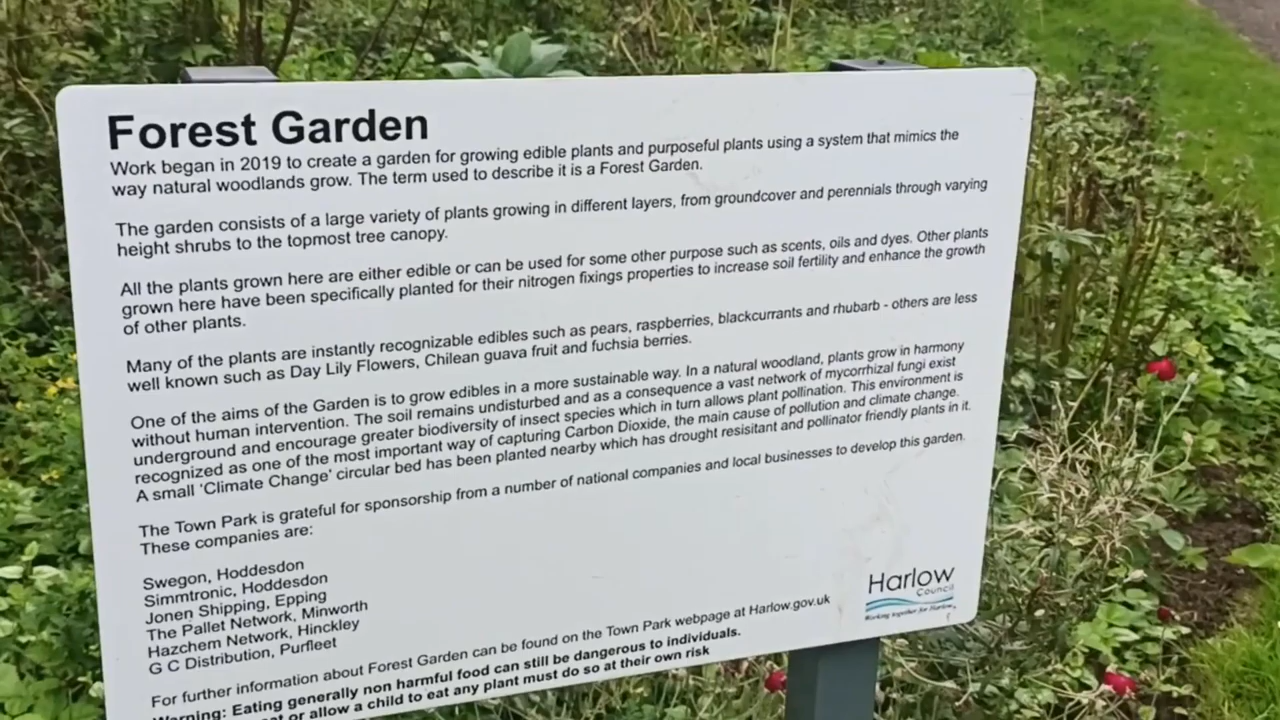 Forest Garden
Work began in 2019 to create a garden for growing edible plants and purposeful plants using a system that mimics the
way natural woodlands grow. The term used to describe it is a Forest Garden.
The garden consists of a large variety of plants growing in different layers, from groundcover and perennials through varying
height shrubs to the topmost tree canopy.
All the plants grown here are either edible or can be used for some other purpose such as scents, oils and dyes. Other plants
grown here have been specifically planted for their nitrogen fixings properties to increase soil fertility and enhance the growth
of other plants.
Many of the plants are instantly recognizable edibles such as pears, raspberries, blackcurrants and rhubarb - others are less
well known such as Day Lily Flowers, Chilean guava fruit and fuchsia berries.
One of the aims of the Garden is to grow edibles in a more sustainable way. In a natural woodland, plants grow in harmony
without human intervention. The soil remains undisturbed and as a consequence a vast network of mycorrhizal fungi exist
underground and encourage greater biodiversity of insect species which in turn allows plant pollination. This environment is
recognized as one of the most important way of capturing Carbon Dioxide, the main cause of pollution and climate change.
A small 'Climate Change' circular bed has been planted nearby which has drought resisitant and pollinator friendly plants in it.
The Town Park is grateful for sponsorship from a number of national companies and local businesses to develop this garden.
These companies are:
Swegon, Hoddesdon
Simmtronic, Hoddesdon
Jonen Shipping, Epping
The Pallet Network, Minworth
Hazchem Network, Hinckley
G C Distribution, Purfleet
For further information about Forest Garden can be found on the Town Park webpage at Harlow.gov.uk
Warning: Eating generally non harmful food can still be dangerous to individuals.
or allow a child to eat any plant must do so at their own risk
Harlow
Council
Working together for Harlow